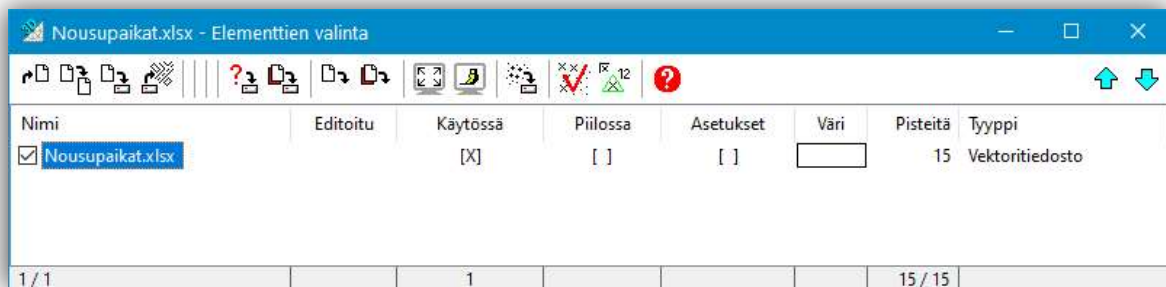 Nousupaikat.xlsx - Elementtien valinta
? 12 ?
Nimi Editoitu Käytössä Piilossa Asetukset Väri Pisteitä Tyyppi
Nousupaikat.xlsx [X] [ ] [ ] 15 Vektoritiedosto
1 / 1 1 15 / 15